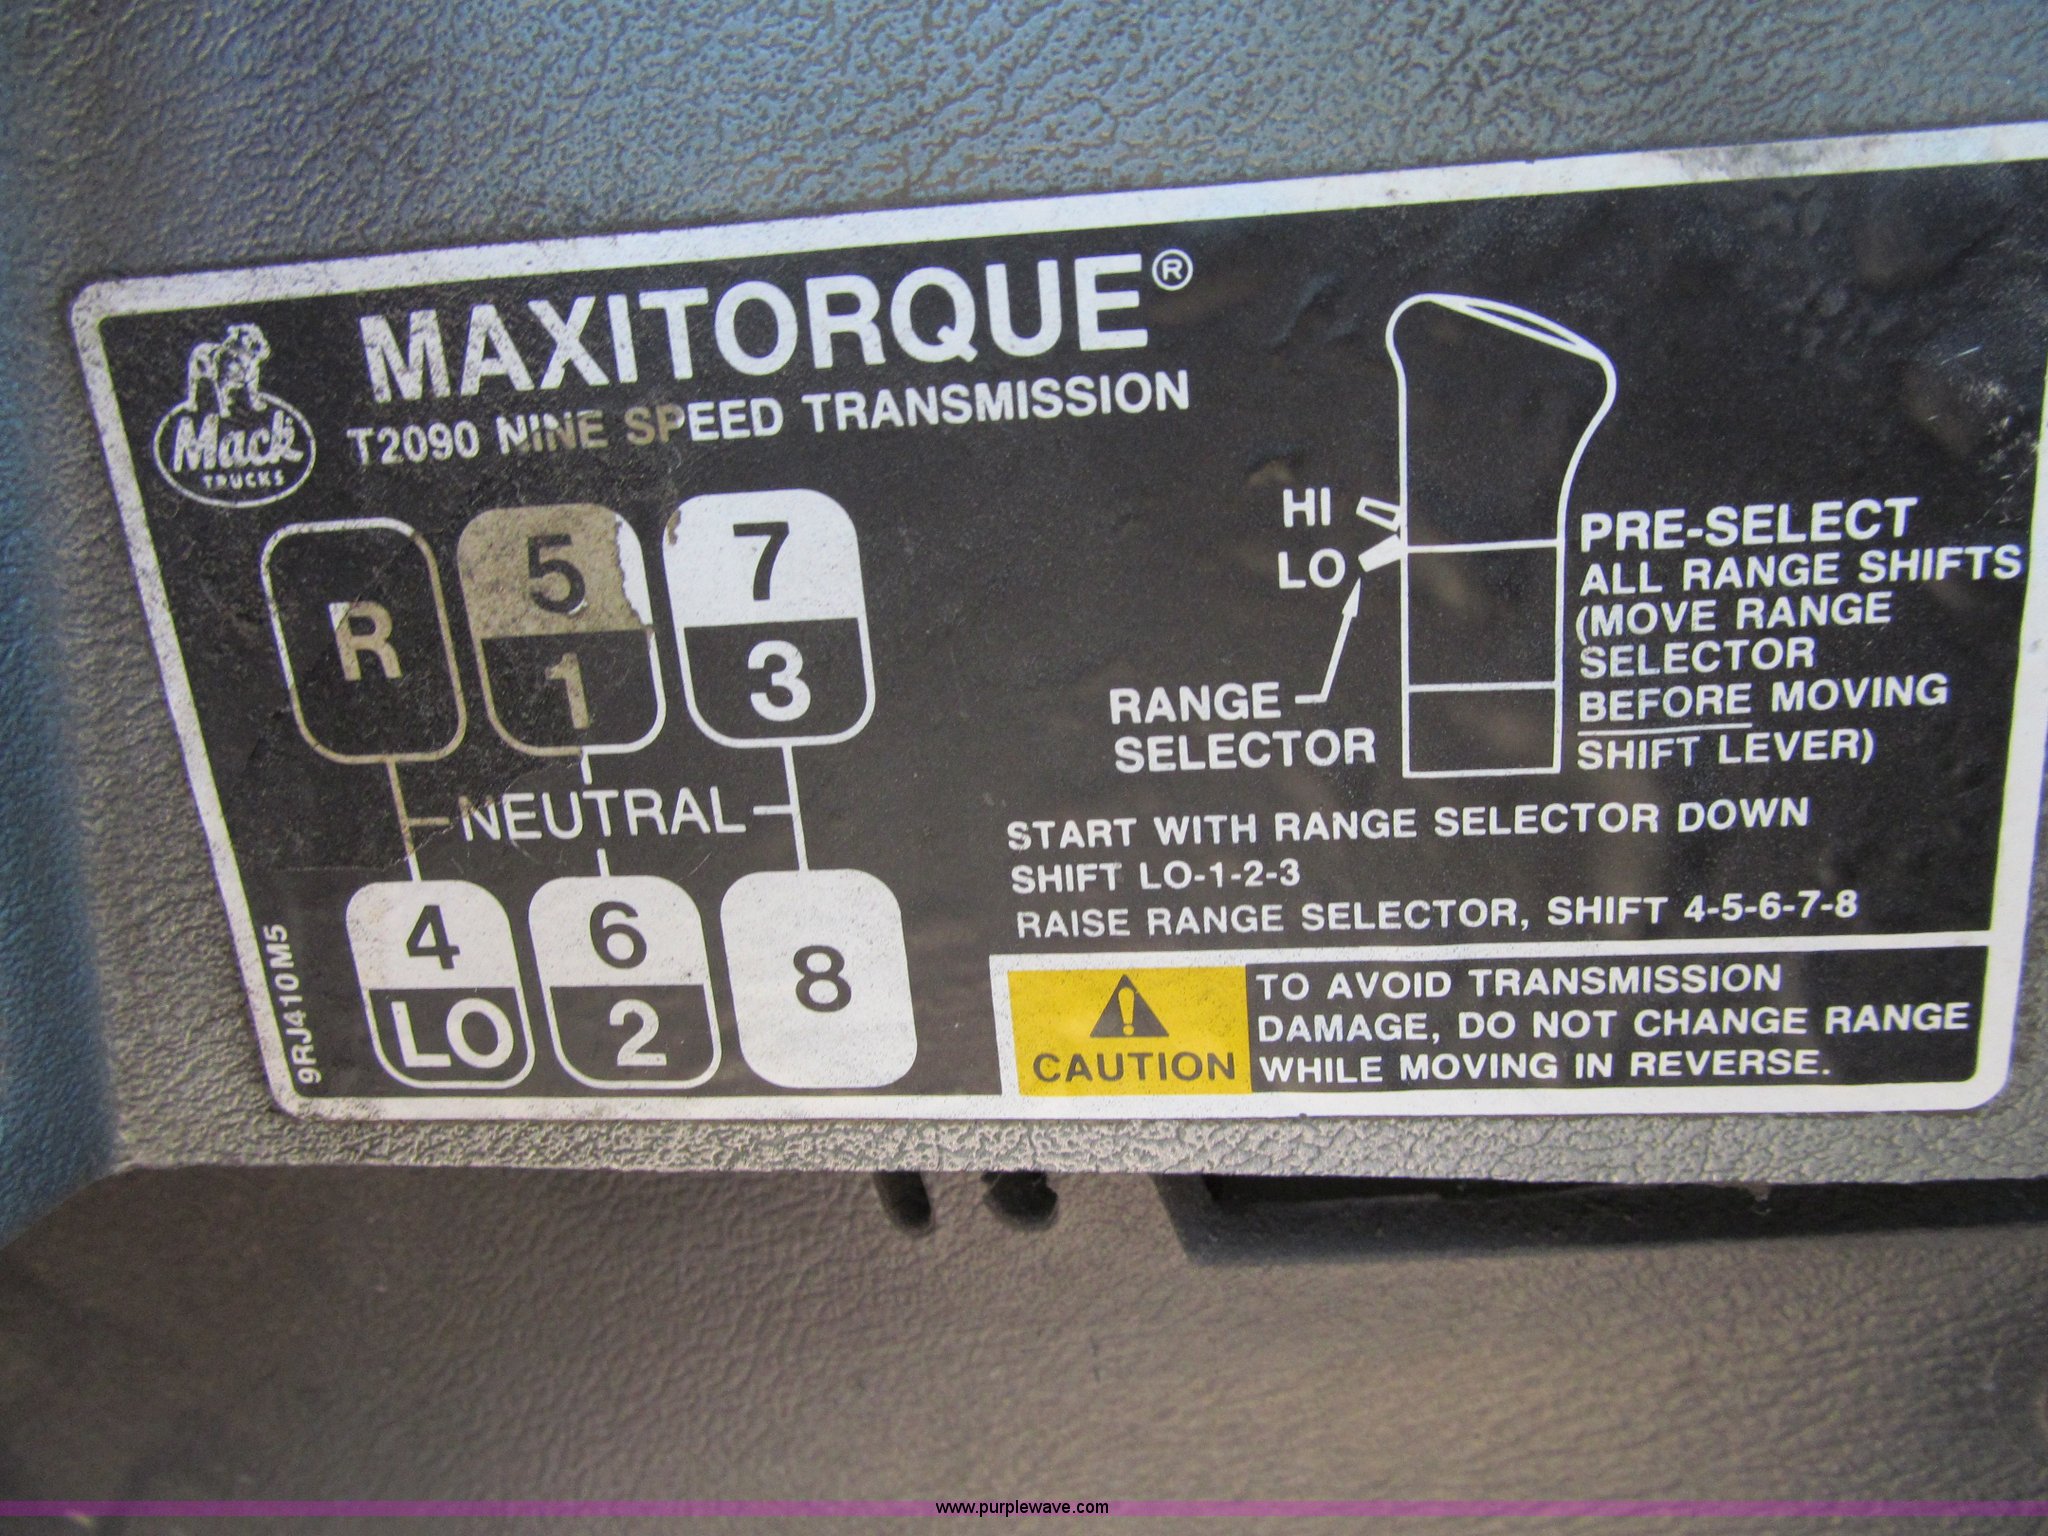 MAXITORQUE®
T2090 NINE SPEED TRANSMISSION
Mack
TRUCKS
R
5
1
7
3
NEUTRAL
4
LO
6
2
8
9RJ410M5
HI
LO
RANGE
SELECTOR
PRE-SELECT
ALL RANGE SHIFTS
(MOVE RANGE
SELECTOR
BEFORE MOVING
SHIFT LEVER)
START WITH RANGE SELECTOR DOWN
SHIFT LO-1-2-3
RAISE RANGE SELECTOR, SHIFT 4-5-6-7-8
CAUTION
TO AVOID TRANSMISSION
DAMAGE, DO NOT CHANGE RANGE
WHILE MOVING IN REVERSE.
www.purplewave.com